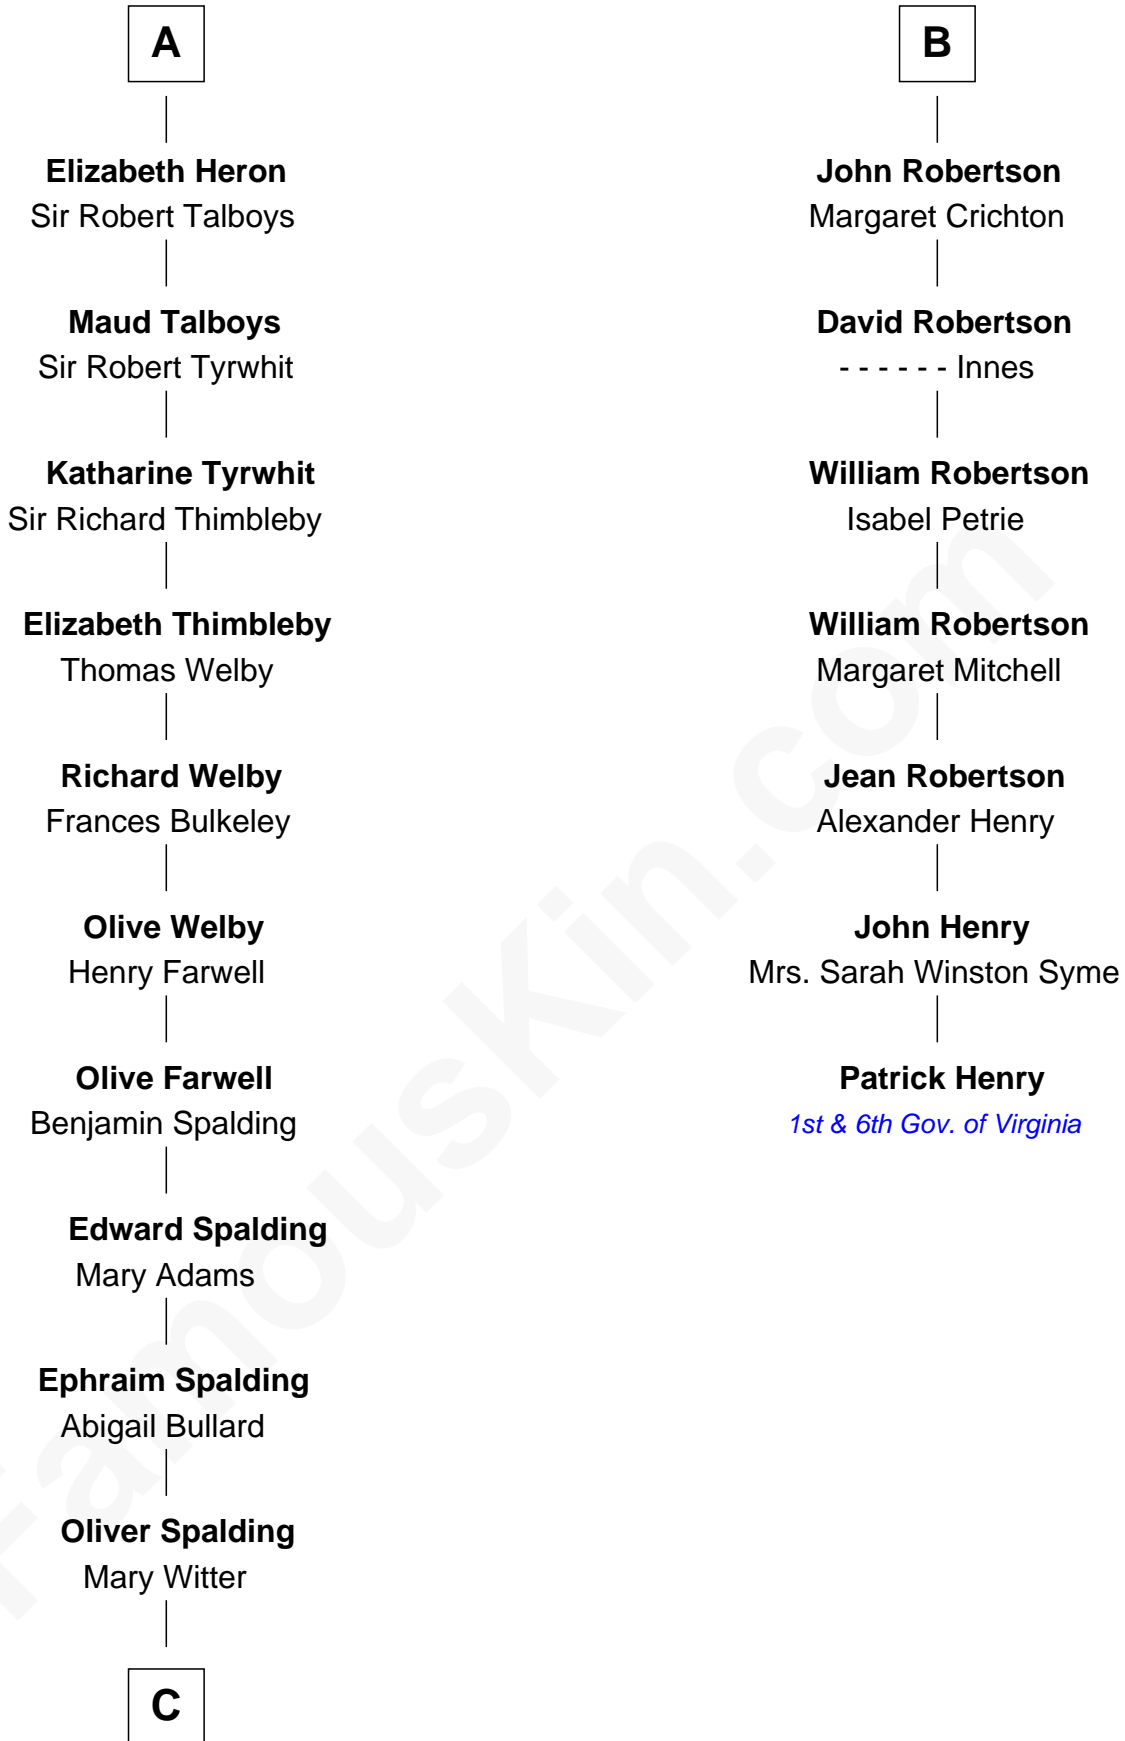 A
Elizabeth Heron
Sir Robert Talboys
Maud Talboys
Sir Robert Tyrwhit
Katharine Tyrwhit
Sir Richard Thimbleby
Elizabeth Thimbleby
Thomas Welby
Richard Welby
Frances Bulkeley
Olive Welby
Henry Farwell
Olive Farwell
Benjamin Spalding
Edward Spalding
Mary Adams
Ephraim Spalding
Abigail Bullard
Oliver Spalding
Mary Witter
C
B
John Robertson
Margaret Crichton
David Robertson
- - - - - - Innes
William Robertson
Isabel Petrie
William Robertson
Margaret Mitchell
Jean Robertson
Alexander Henry
John Henry
Mrs. Sarah Winston Syme
Patrick Henry
1st & 6th Gov. of Virginia
FamousKin.com